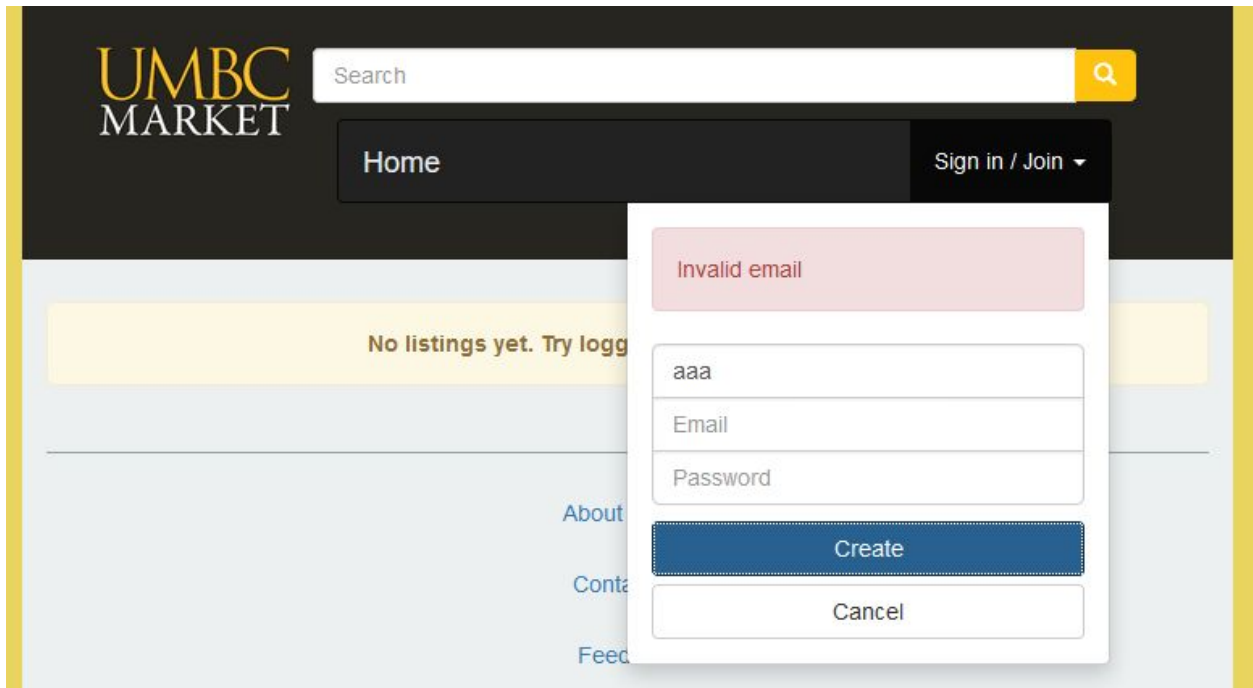 UMBC
MARKET
Search
Home
Sign in / Join
Invalid email
No listings yet. Try logg
aaa
Email
Password
About
Create
Conta
Cancel
Feed